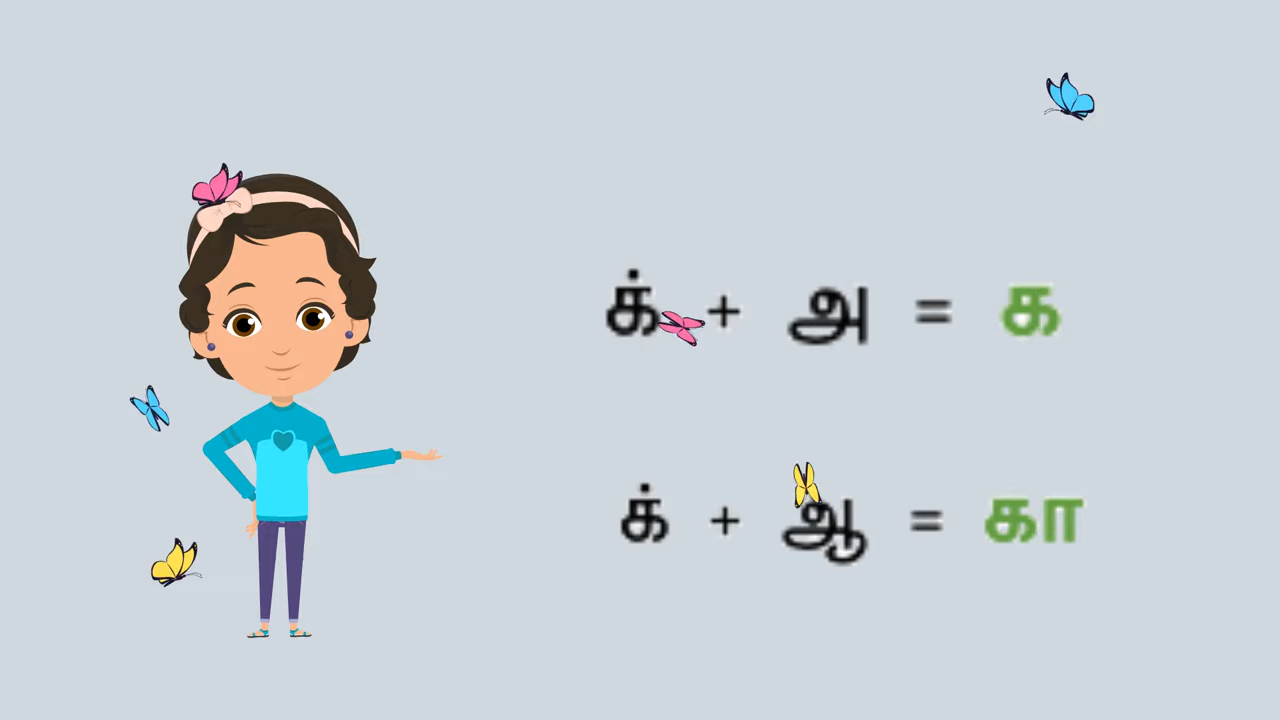 க் + அ = க
க் + ஆ = கா